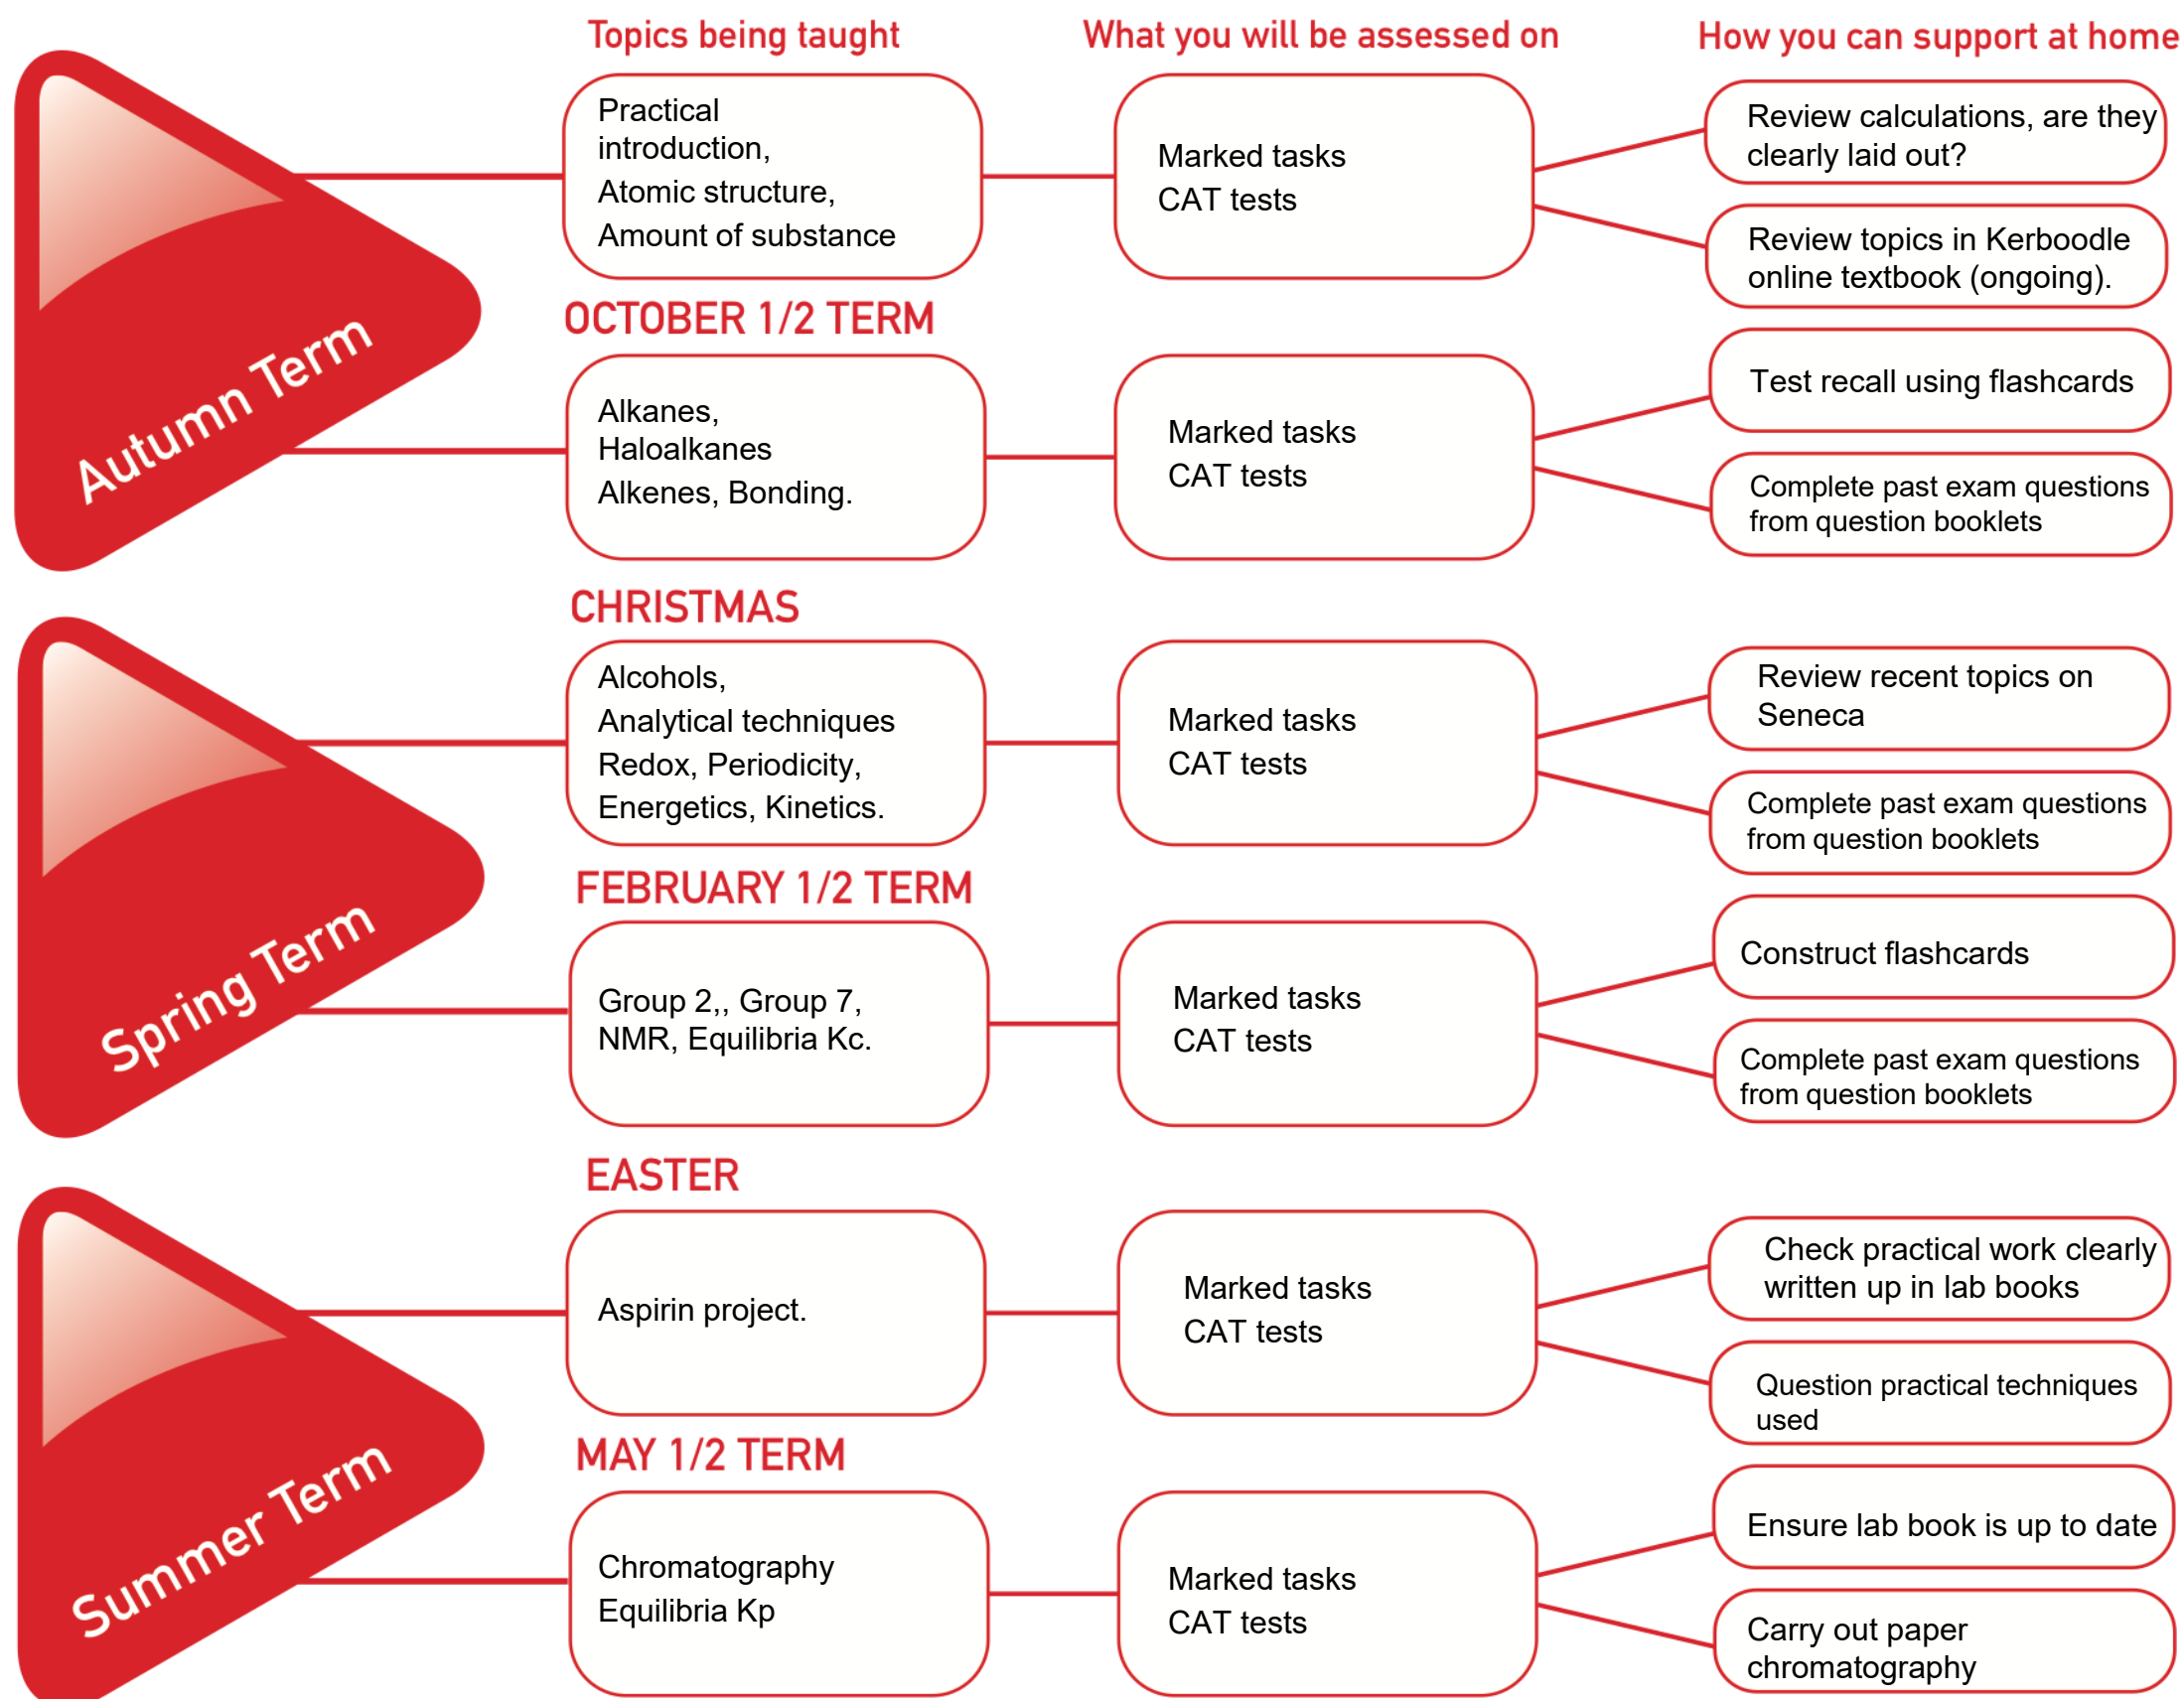 Topics being taught
What you will be assessed on
How you can support at home
Autumn Term
Practical
introduction,
Atomic structure,
Amount of substance
Marked tasks
CAT tests
Review calculations, are they
clearly laid out?
Review topics in Kerboodle
online textbook (ongoing).
OCTOBER 1/2 TERM
Alkanes,
Haloalkanes
Alkenes, Bonding.
Marked tasks
CAT tests
Test recall using flashcards
Complete past exam questions
from question booklets
CHRISTMAS
Spring Term
Alcohols,
Analytical techniques
Redox, Periodicity,
Energetics, Kinetics.
Marked tasks
CAT tests
Review recent topics on
Seneca
Complete past exam questions
from question booklets
FEBRUARY 1/2 TERM
Group 2,, Group 7,
NMR, Equilibria Kc.
Marked tasks
CAT tests
Construct flashcards
Complete past exam questions
from question booklets
EASTER
Summer Term
Aspirin project.
Marked tasks
CAT tests
Check practical work clearly
written up in lab books
Question practical techniques
used
MAY 1/2 TERM
Chromatography
Equilibria Kp
Marked tasks
CAT tests
Ensure lab book is up to date
Carry out paper
chromatography